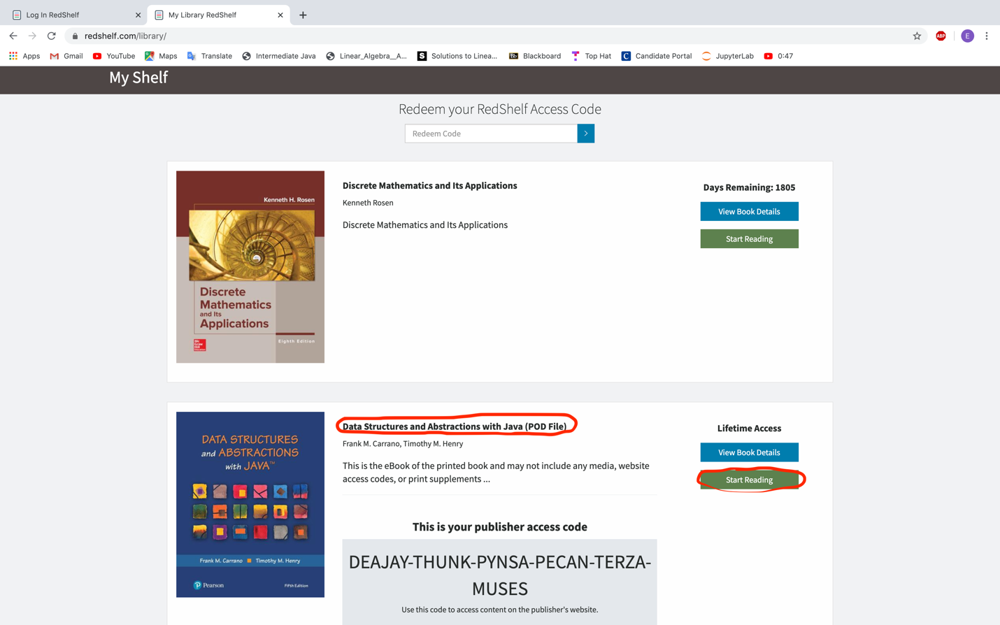 Log In RedShelf
My Library RedShelf
redshelf.com/library/
ABP
E
Apps
Gmail
YouTube
Maps
Translate
Intermediate Java
Linear_Algebra__A...
S
Solutions to Linea...
Bb
Blackboard
Top Hat
C
Candidate Portal
JupyterLab
0:47
My Shelf
Redeem your RedShelf Access Code
Redeem Code
Kenneth H. Rosen
Discrete
Mathematics
and Its
Applications
Mc
Graw
Hill
Education
Eighth Edition
Discrete Mathematics and Its Applications
Kenneth Rosen
Discrete Mathematics and Its Applications
Days Remaining: 1805
View Book Details
Start Reading
DATA STRUCTURES
and ABSTRACTIONS
with JAVA™
Frank M. Carrano Timothy M. Henry
P Pearson
Fifth Edition
Data Structures and Abstractions with Java (POD File)
Frank M. Carrano, Timothy M. Henry
This is the eBook of the printed book and may not include any media, website
access codes, or print supplements ...
Lifetime Access
View Book Details
Start Reading
This is your publisher access code
DEAJAY-THUNK-PYNSA-PECAN-TERZA-
MUSES
Use this code to access content on the publisher's website.